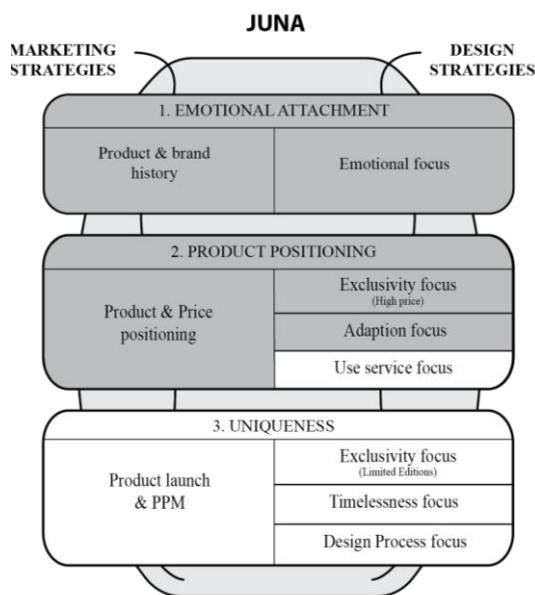 JUNA
MARKETING
STRATEGIES
DESIGN
STRATEGIES
1. EMOTIONAL ATTACHMENT
Product & brand
history
Emotional focus
2. PRODUCT POSITIONING
Product & Price
positioning
Exclusivity focus
(High price)
Adaption focus
Use service focus
3. UNIQUENESS
Product launch
& PPM
Exclusivity focus
(Limited Editions)
Timelessness focus
Design Process focus